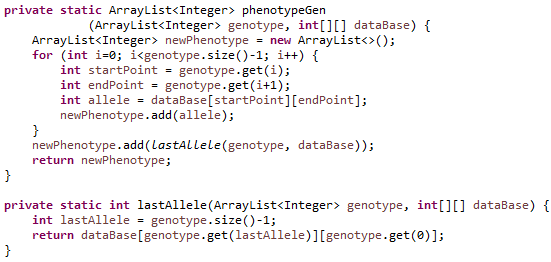 private static ArrayList<Integer> phenotypeGen
(ArrayList<Integer> genotype, int[][] dataBase) {
ArrayList<Integer> newPhenotype = new ArrayList<>();
for (int i=0; i<genotype.size()-1; i++) {
int startPoint = genotype.get(i);
int endPoint = genotype.get(i+1);
int allele = dataBase[startPoint][endPoint];
newPhenotype.add(allele);
}
newPhenotype.add(lastAllele(genotype, dataBase));
return newPhenotype;
}
private static int lastAllele(ArrayList<Integer> genotype, int[][] dataBase) {
int lastAllele = genotype.size()-1;
return dataBase[genotype.get(lastAllele)][genotype.get(0)];
}